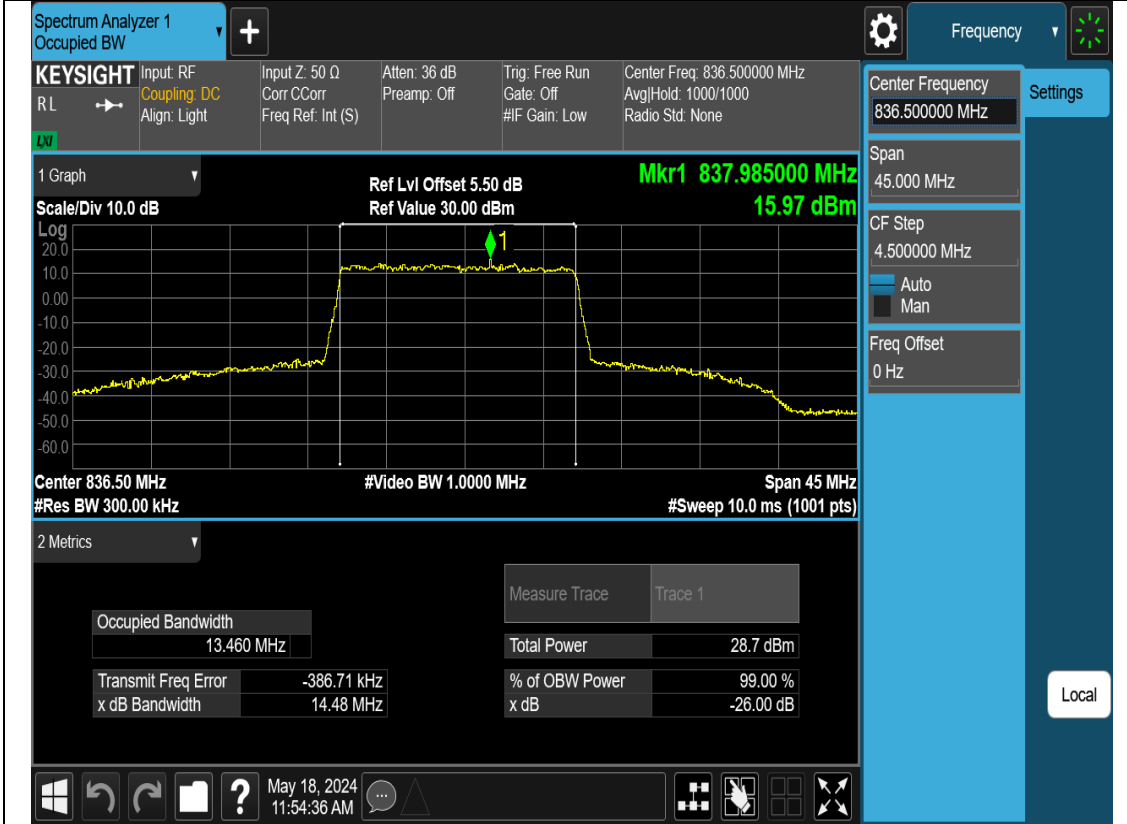 Spectrum Analyzer 1
Occupied BW
+
Frequency
KEYSIGHT
RL
LXI
Input: RF
Coupling: DC
Align: Light
Input Z: 50 Ω
Corr CCorr
Freq Ref: Int (S)
Atten: 36 dB
Preamp: Off
Trig: Free Run
Gate: Off
#IF Gain: Low
Center Freq: 836.500000 MHz
Avg|Hold: 1000/1000
Radio Std: None
Center Frequency
836.500000 MHz
Settings
Span
45.000 MHz
CF Step
4.500000 MHz
Auto
Man
Freq Offset
0 Hz
Local
1 Graph
Scale/Div 10.0 dB
Log
Ref Lvl Offset 5.50 dB
Ref Value 30.00 dBm
Mkr1 837.985000 MHz
15.97 dBm
1
20.0
10.0
0.00
-10.0
-20.0
-30.0
-40.0
-50.0
-60.0
Center 836.50 MHz
#Res BW 300.00 kHz
#Video BW 1.0000 MHz
Span 45 MHz
#Sweep 10.0 ms (1001 pts)
2 Metrics
Measure Trace Trace 1
Occupied Bandwidth
13.460 MHz
Total Power 28.7 dBm
Transmit Freq Error -386.71 kHz
% of OBW Power 99.00 %
x dB Bandwidth 14.48 MHz
x dB -26.00 dB
?
May 18, 2024
11:54:36 AM